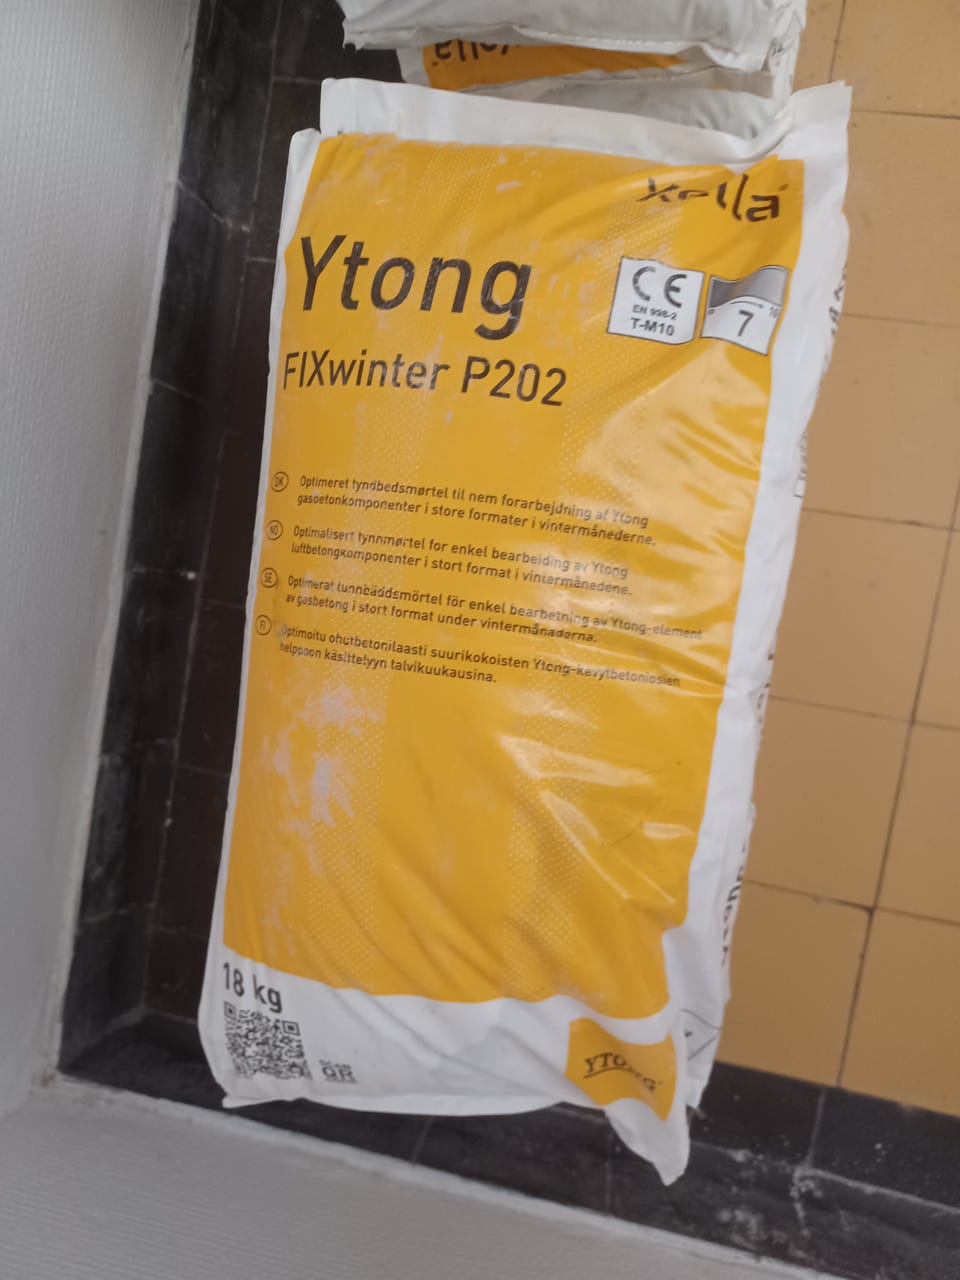 xella
Ytong
FIXwinter P202
CE
EN 998-2
T-M10
0
10
7
DK
Optimeret tyndbedsmørtel til nem forarbejdning af Ytong
gasbetonkomponenter i store formater i vintermånederne.
NO
Optimalisert tynnmørtel for enkel bearbeiding av Ytong
luftbetongkomponenter i stort format i vintermånedene.
SE
Optimerat tunnbäddsmörtel för enkel bearbetning av Ytong-element
av gasbetong i stort format under vintermånaderna.
FI
Optimoitu ohutbetonilaasti suurikokoisten Ytong-kevytbetoniosien
helppoon käsittelyyn talvikuukausina.
18 kg
YTONG